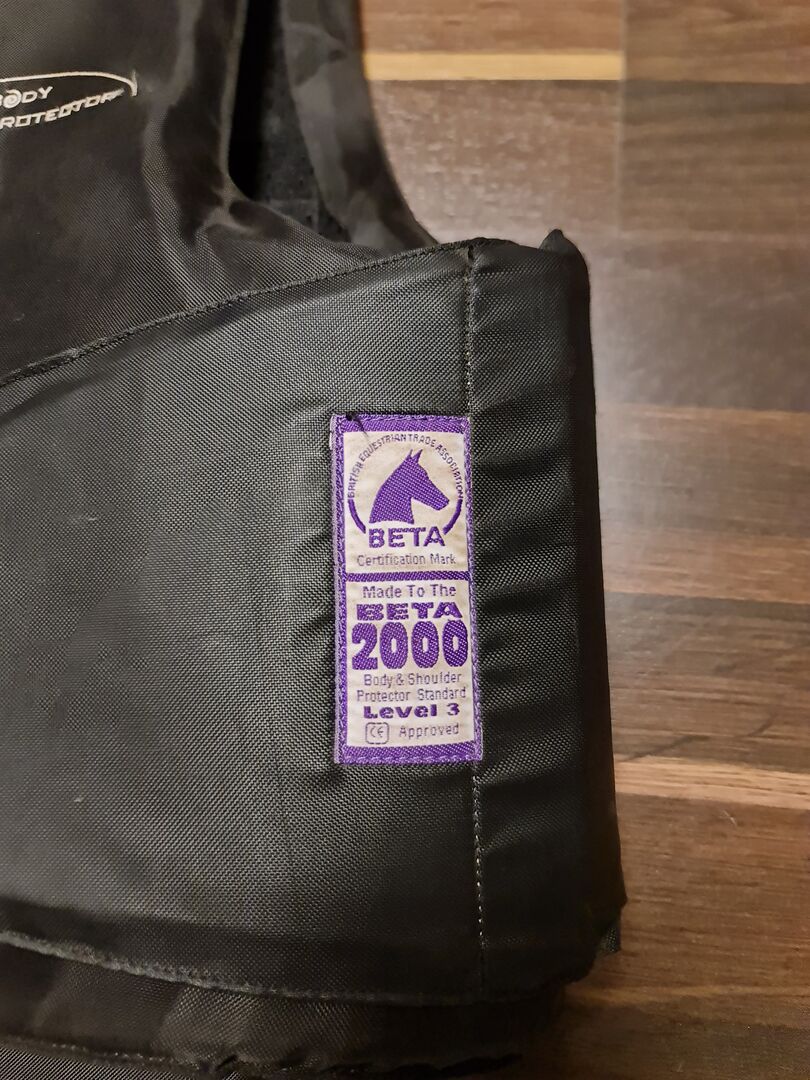 BODY
PROTECTOR
BRITISH EQUESTRIAN TRADE ASSOCIATION
BETA
Certification Mark
Made To The
BETA
2000
Body & Shoulder
Protector Standard
Level 3
CE Approved